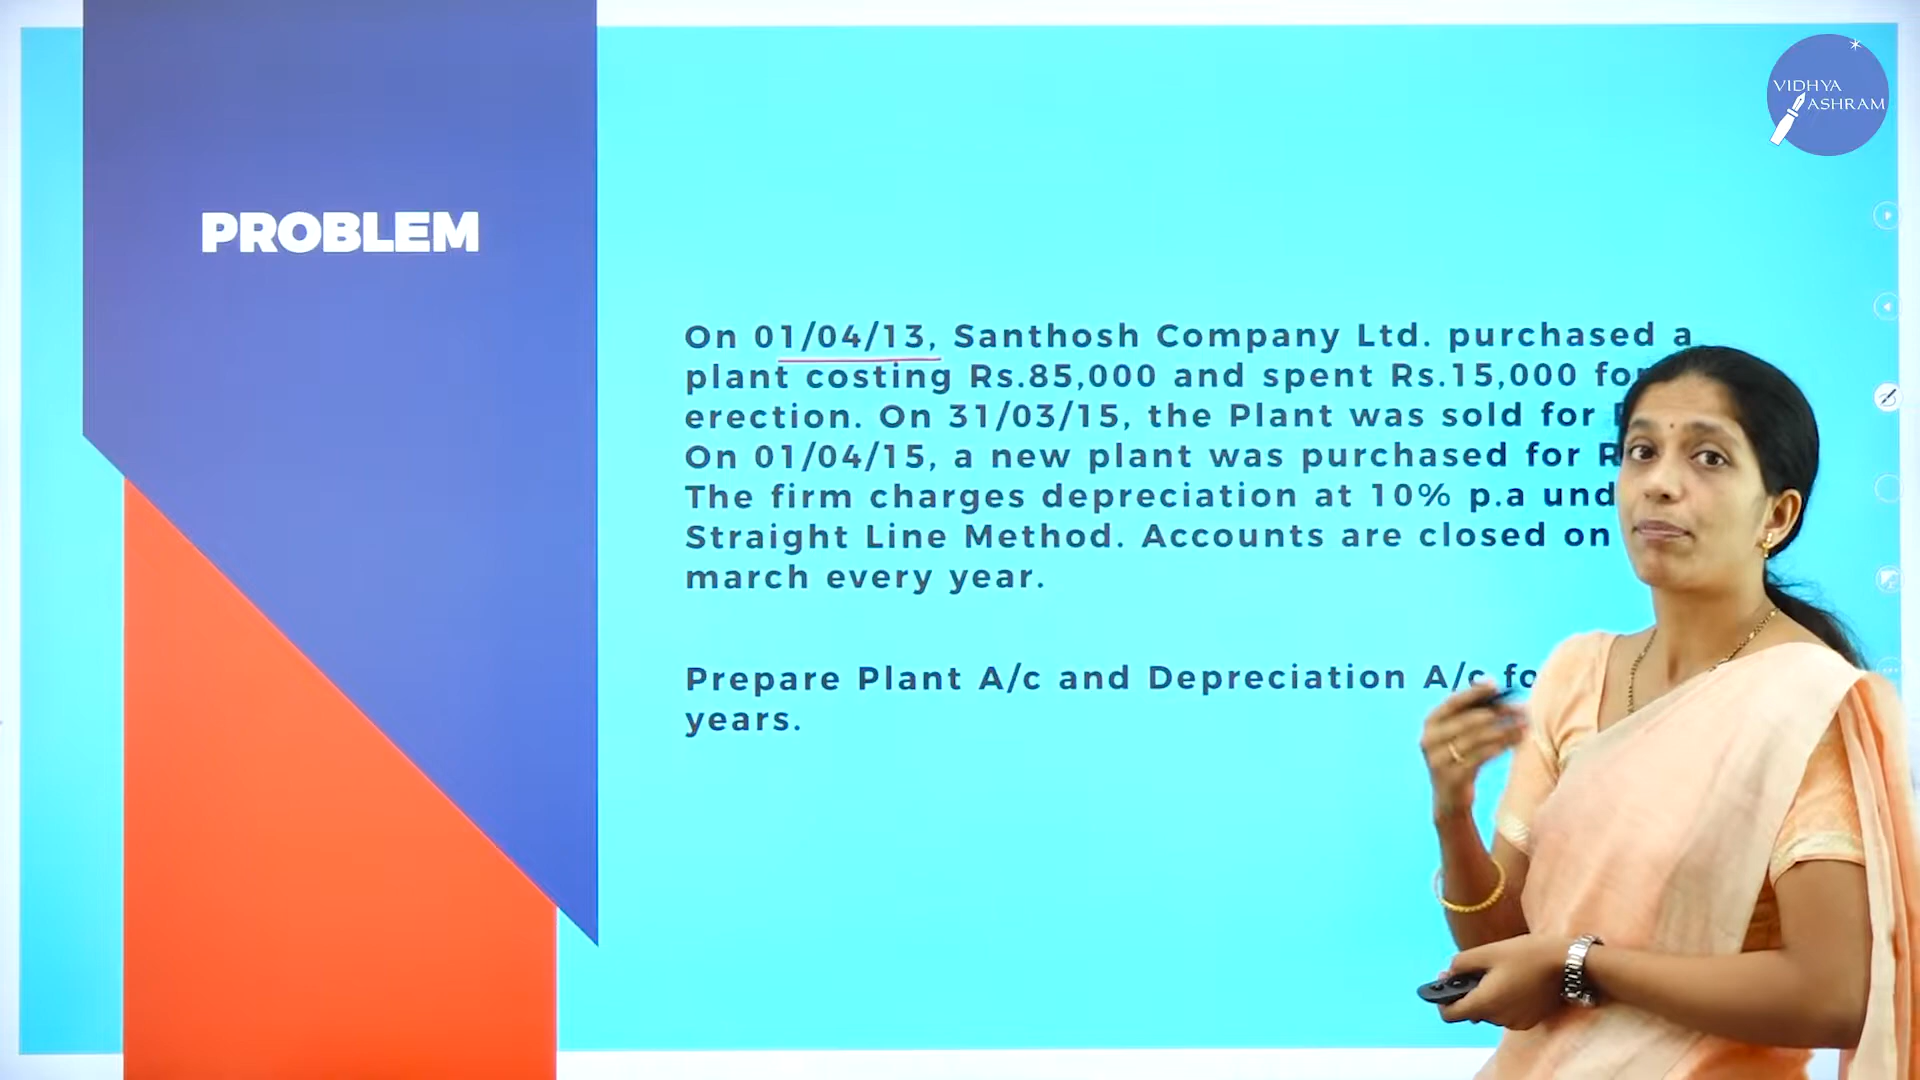 VIDHYA
ASHRAM
PROBLEM
On 01/04/13, Santhosh Company Ltd. purchased a
plant costing Rs.85,000 and spent Rs.15,000
erection. On 31/03/15, the Plant was sold for
On 01/04/15, a new plant was purchased for
The firm charges depreciation at 10% p.a
Straight Line Method. Accounts are closed on
march every year.
Prepare Plant A/c and Depreciation A/c
years.